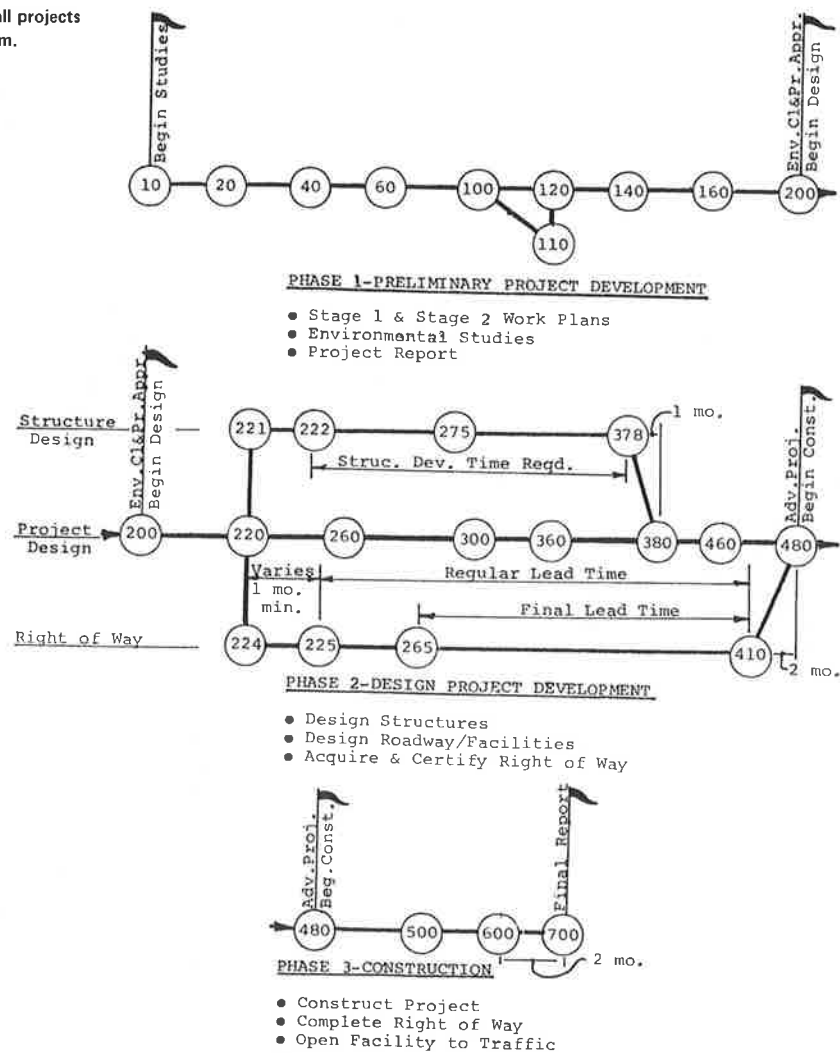 all projects
m.
Begin Studies
Env.Cl&Pr.Appr.
Begin Design
10 20 40 60 100 120 140 160 200
110
PHASE 1-PRELIMINARY PROJECT DEVELOPMENT
● Stage 1 & Stage 2 Work Plans
● Environmental Studies
● Project Report
Env.Cl&Pr.Appr
Begin Design
Adv.Proj.
Begin Const.
Structure
Design
221 222 275 378
1 mo.
Struc. Dev. Time Reqd.
Project
Design
200 220 260 300 360 380 460 480
Varies
1 mo.
min.
Regular Lead Time
Final Lead Time
Right of Way
224 225 265 410
2 mo.
PHASE 2-DESIGN PROJECT DEVELOPMENT
● Design Structures
● Design Roadway/Facilities
● Acquire & Certify Right of Way
Adv.Proj.
Beg.Const.
Final Report
480 500 600 700
2 mo.
PHASE 3-CONSTRUCTION
● Construct Project
● Complete Right of Way
● Open Facility to Traffic